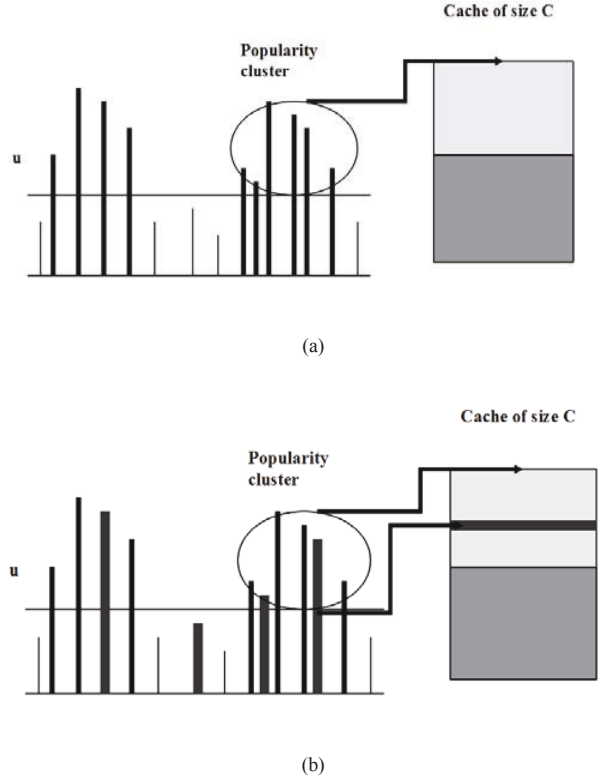 Cache of size C
Popularity
cluster
u
(a)
Cache of size C
Popularity
cluster
u
(b)